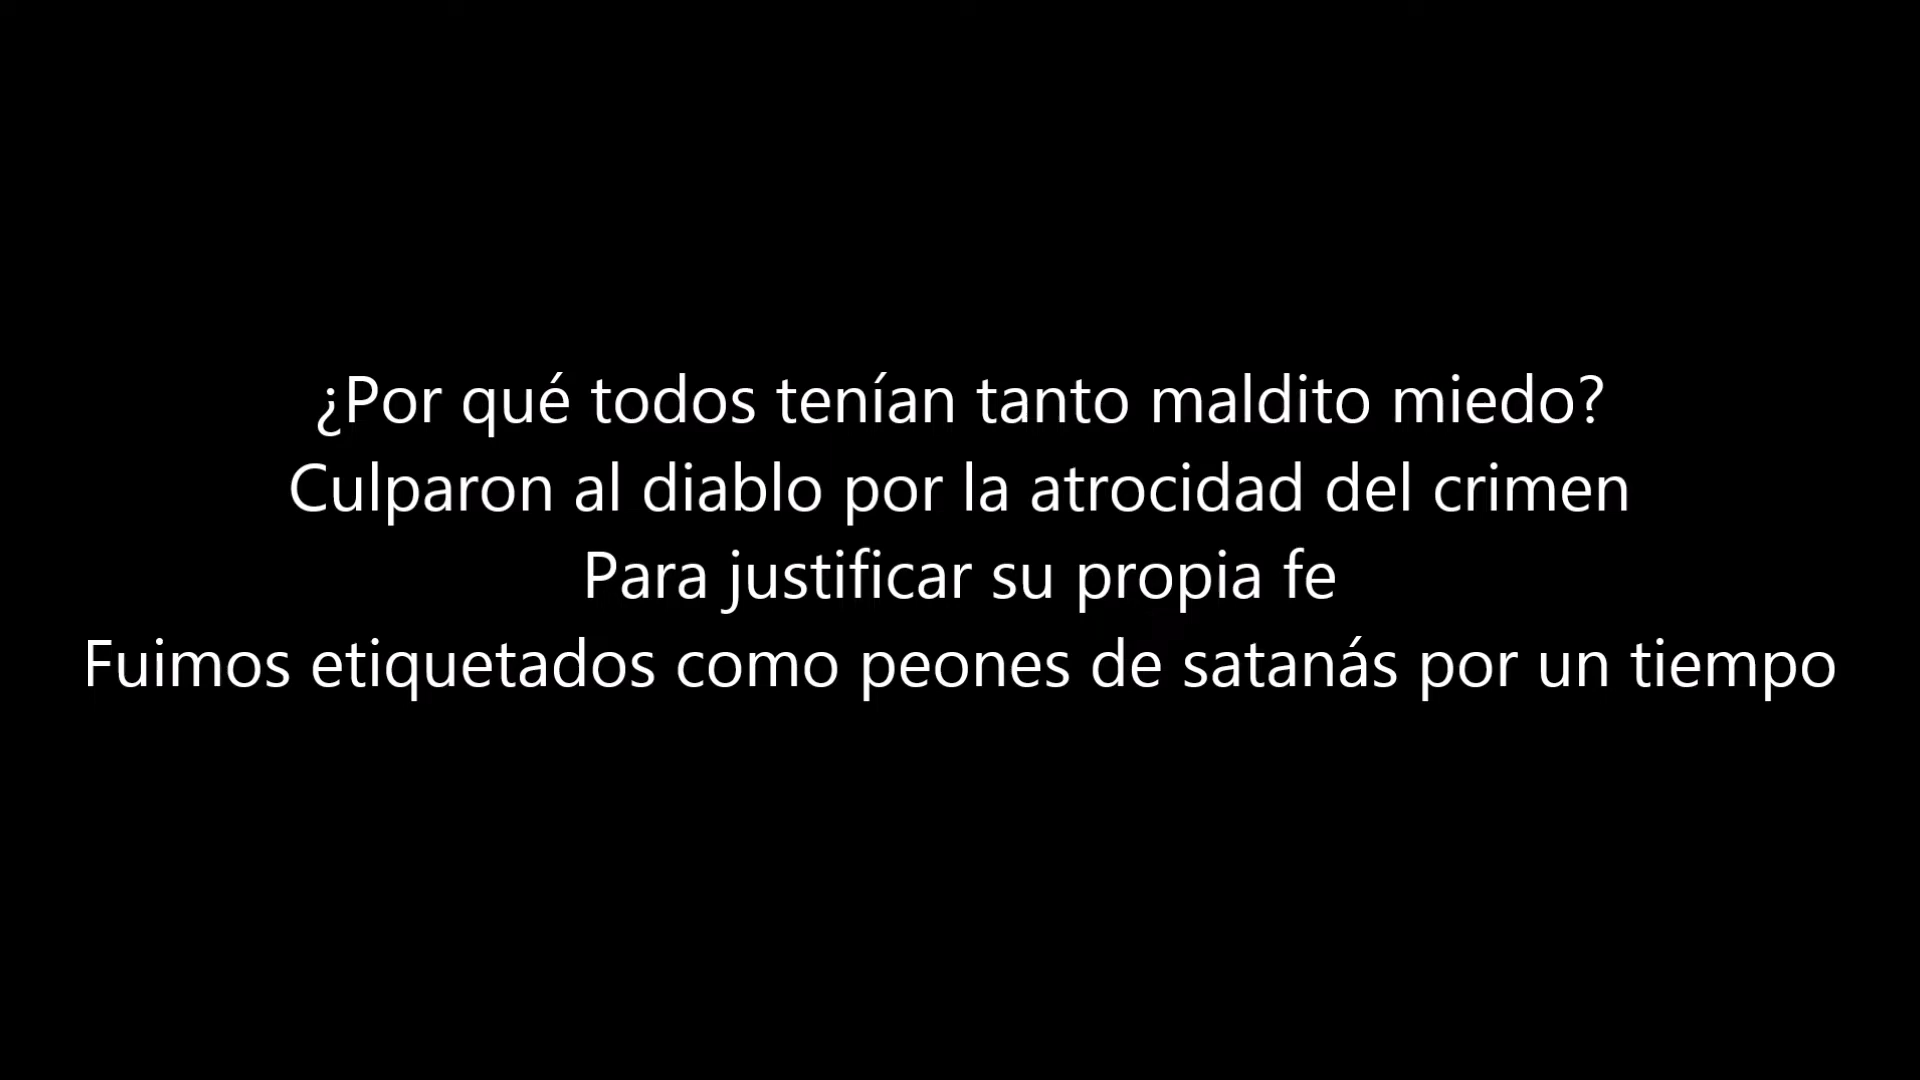 ¿Por qué todos tenían tanto maldito miedo?
Culparon al diablo por la atrocidad del crimen
Para justificar su propia fe
Fuimos etiquetados como peones de satanás por un tiempo